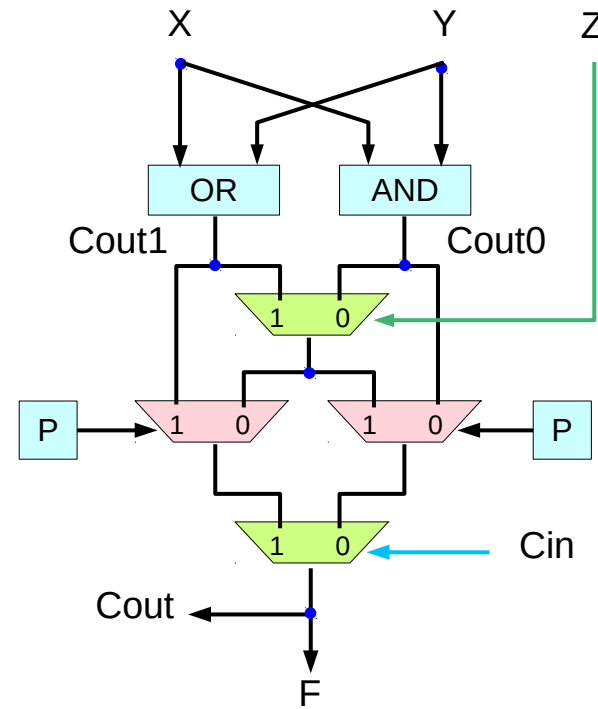 X Y Z
OR AND
Cout1 Cout0
1 0
1 0 1 0
P P
1 0
Cin
Cout
F